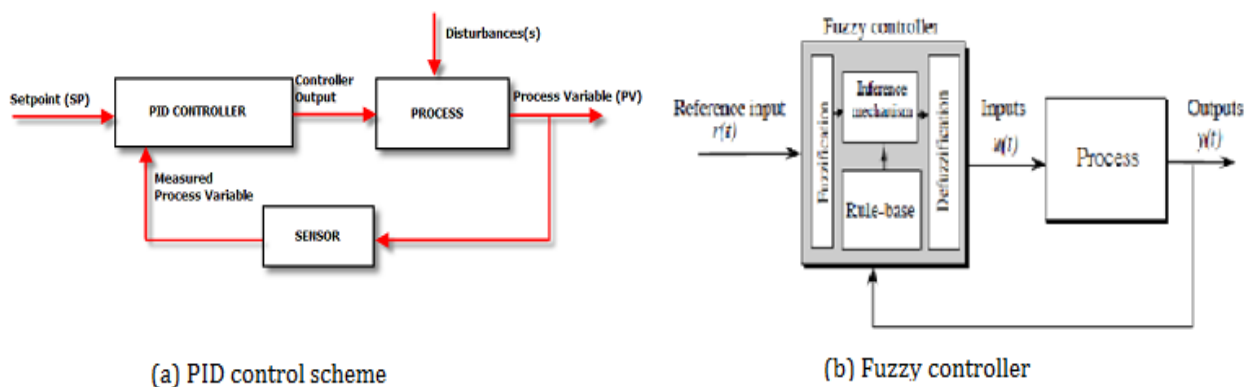 Disturbances(s)
Setpoint (SP)
PID CONTROLLER
Controller
Output
PROCESS
Process Variable (PV)
Measured
Process Variable
SENSOR
(a) PID control scheme
Fuzzy controller
Reference input
r(t)
Fuzzification
Inference
mechanism
Rule-base
Defuzzification
Inputs
u(t)
Process
Outputs
y(t)
(b) Fuzzy controller